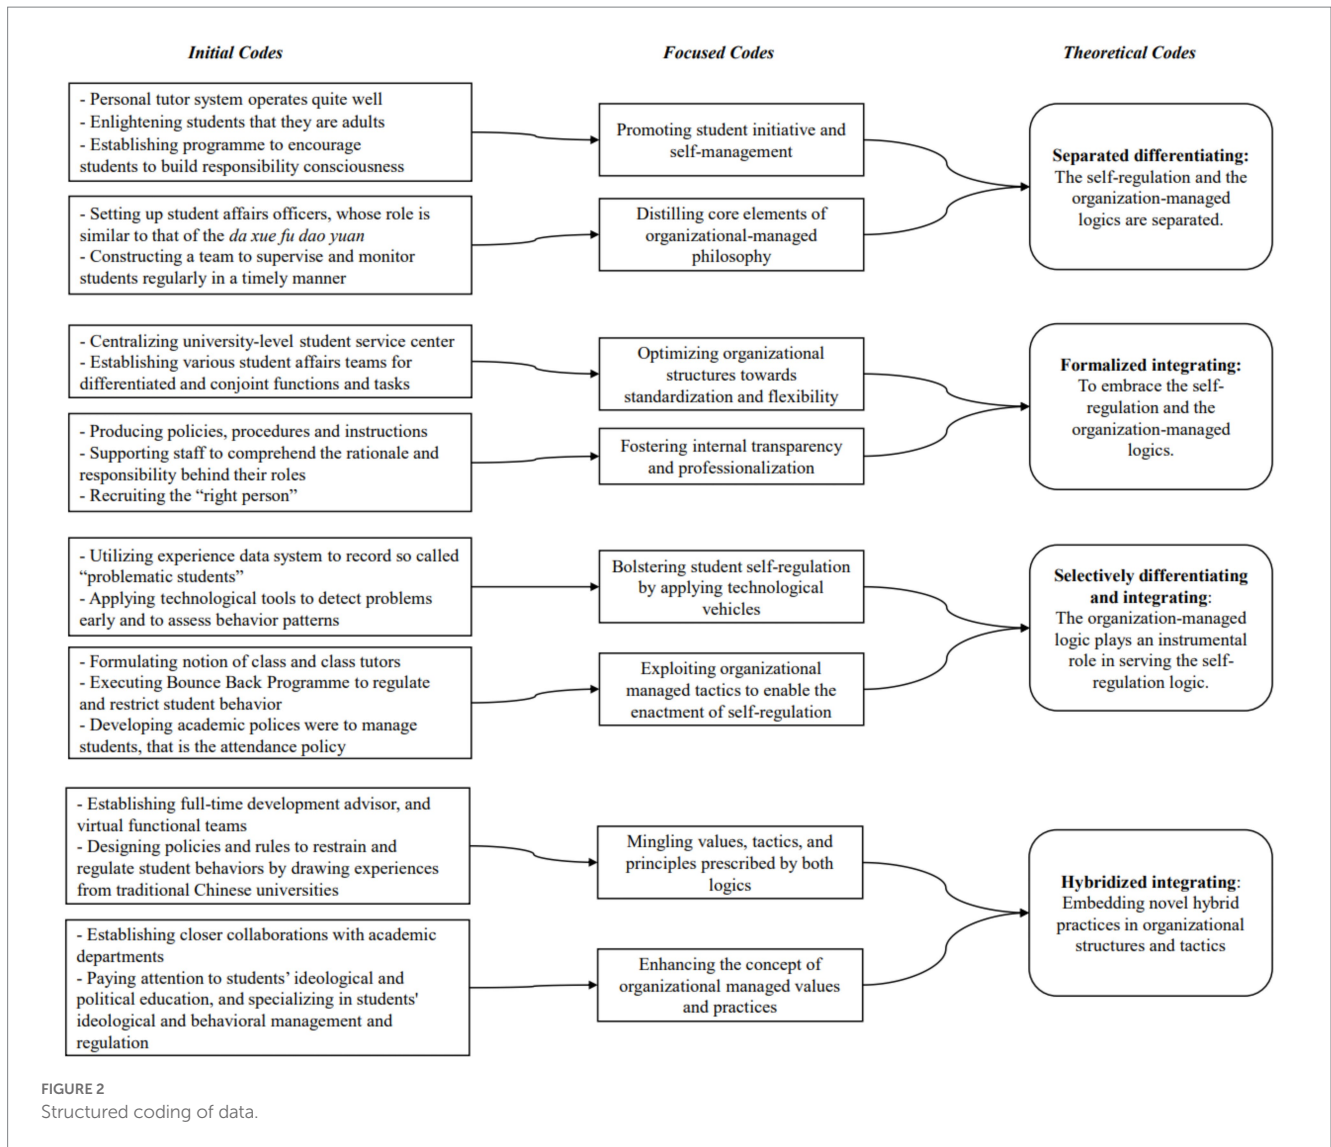 Initial Codes
Focused Codes
Theoretical Codes
- Personal tutor system operates quite well
- Enlightening students that they are adults
- Establishing programme to encourage
students to build responsibility consciousness
- Setting up student affairs officers, whose role is
similar to that of the da xue fu dao yuan
- Constructing a team to supervise and monitor
students regularly in a timely manner
Promoting student initiative and
self-management
Distilling core elements of
organizational-managed
philosophy
Separated differentiating:
The self-regulation and the
organization-managed
logics are separated.
- Centralizing university-level student service center
- Establishing various student affairs teams for
differentiated and conjoint functions and tasks
- Producing policies, procedures and instructions
- Supporting staff to comprehend the rationale and
responsibility behind their roles
- Recruiting the “right person”
Optimizing organizational
structures towards
standardization and flexibility
Fostering internal transparency
and professionalization
Formalized integrating:
To embrace the self-
regulation and the
organization-managed
logics.
- Utilizing experience data system to record so called
“problematic students”
- Applying technological tools to detect problems
early and to assess behavior patterns
- Formulating notion of class and class tutors
- Executing Bounce Back Programme to regulate
and restrict student behavior
- Developing academic polices were to manage
students, that is the attendance policy
Bolstering student self-regulation
by applying technological
vehicles
Exploiting organizational
managed tactics to enable the
enactment of self-regulation
Selectively differentiating
and integrating:
The organization-managed
logic plays an instrumental
role in serving the self-
regulation logic.
- Establishing full-time development advisor, and
virtual functional teams
- Designing policies and rules to restrain and
regulate student behaviors by drawing experiences
from traditional Chinese universities
- Establishing closer collaborations with academic
departments
- Paying attention to students’ ideological and
political education, and specializing in students'
ideological and behavioral management and
regulation
Mingling values, tactics, and
principles prescribed by both
logics
Enhancing the concept of
organizational managed values
and practices
Hybridized integrating:
Embedding novel hybrid
practices in organizational
structures and tactics
FIGURE 2
Structured coding of data.